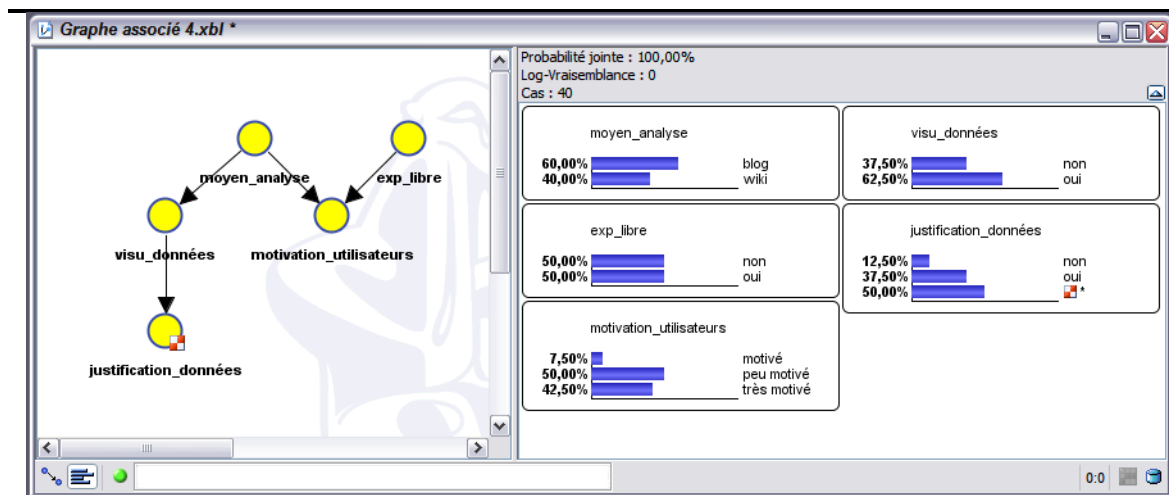 Graphe associé 4.xbl *
moyen_analyse
exp_libre
visu_données
motivation_utilisateurs
justification_données
Probabilité jointe : 100,00%
Log-Vraisemblance : 0
Cas : 40
moyen_analyse
60,00% blog
40,00% wiki
visu_données
37,50% non
62,50% oui
exp_libre
50,00% non
50,00% oui
justification_données
12,50% non
37,50% oui
50,00% *
motivation_utilisateurs
7,50% motivé
50,00% peu motivé
42,50% très motivé
0:0